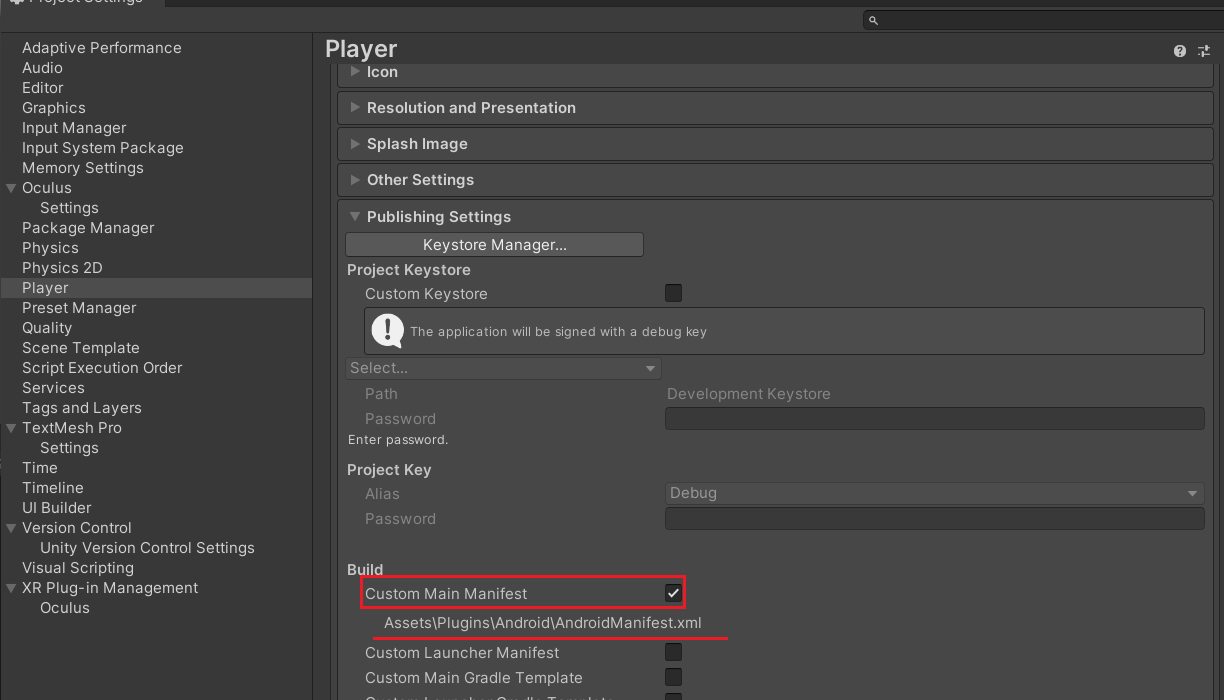 Project Settings
Adaptive Performance
Audio
Editor
Graphics
Input Manager
Input System Package
Memory Settings
Oculus
Settings
Package Manager
Physics
Physics 2D
Player
Preset Manager
Quality
Scene Template
Script Execution Order
Services
Tags and Layers
TextMesh Pro
Settings
Time
Timeline
UI Builder
Version Control
Unity Version Control Settings
Visual Scripting
XR Plug-in Management
Oculus
Player
Icon
Resolution and Presentation
Splash Image
Other Settings
Publishing Settings
Keystore Manager...
Project Keystore
Custom Keystore
The application will be signed with a debug key
Select...
Path Development Keystore
Password
Enter password.
Project Key
Alias Debug
Password
Build
Custom Main Manifest
Assets\Plugins\Android\AndroidManifest.xml
Custom Launcher Manifest
Custom Main Gradle Template
Custom Launcher Gradle Template